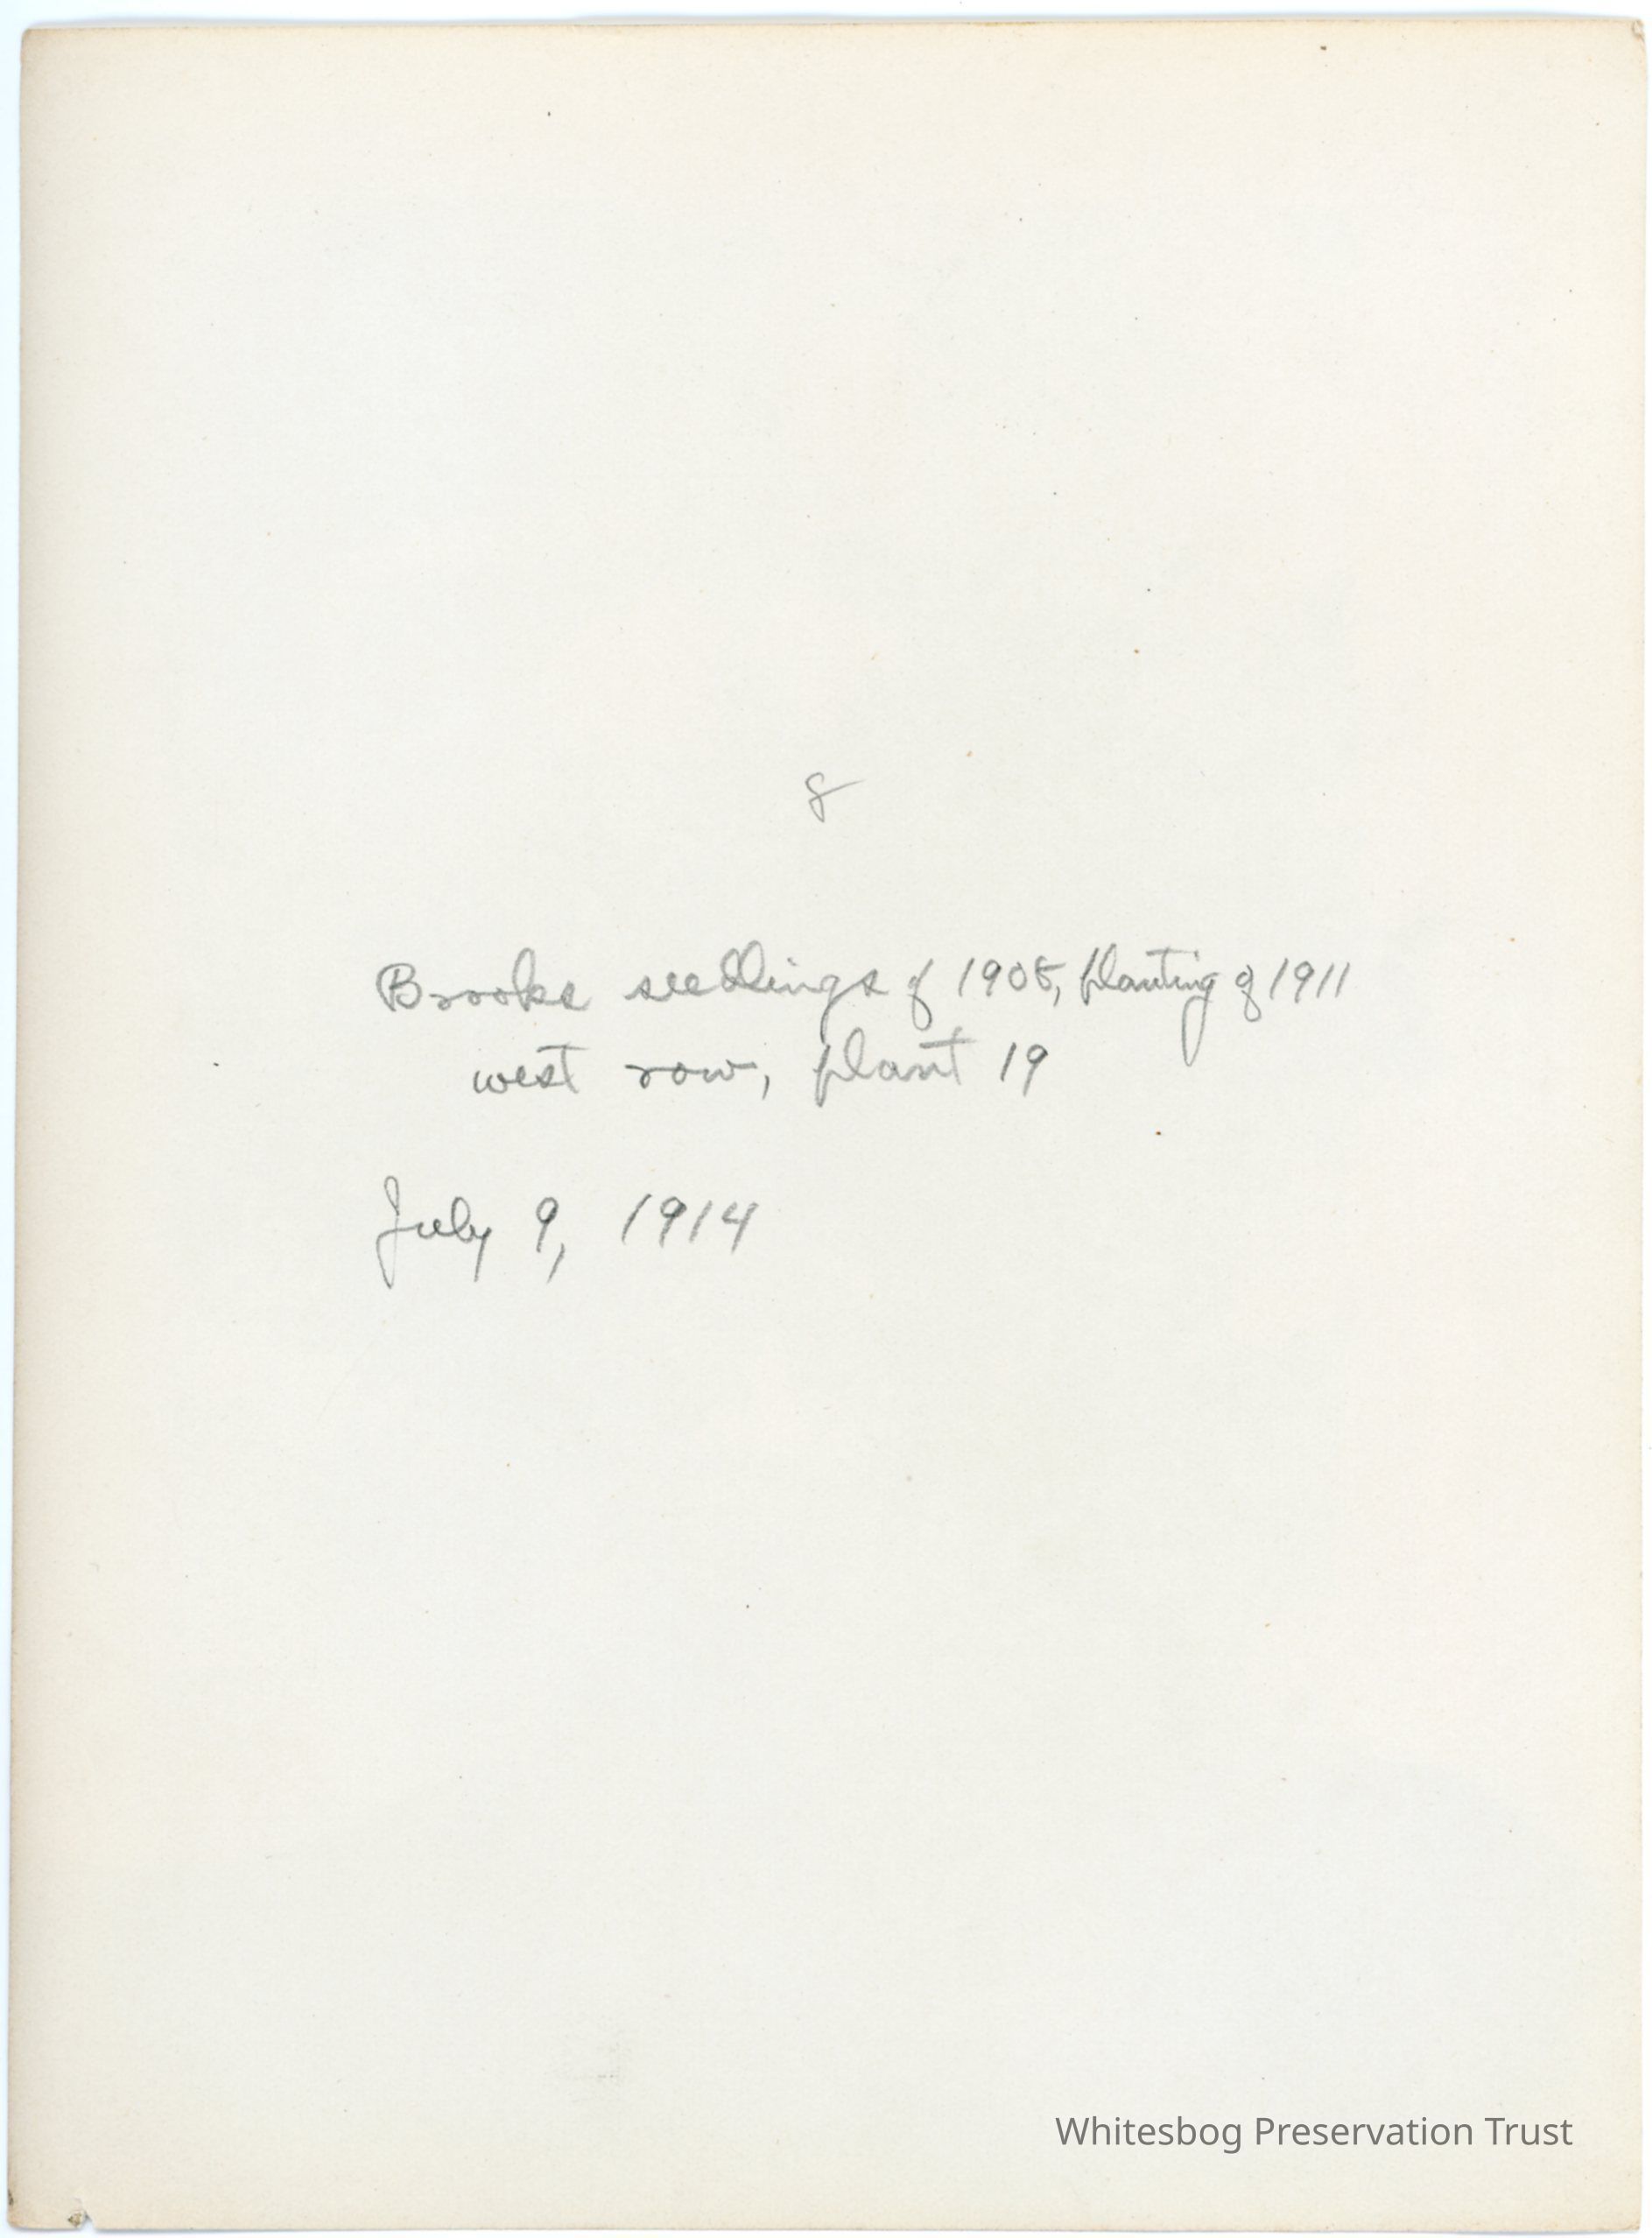 8
Brooks seedlings of 1908, planting of 1911
west row, plant 19
July 9, 1914
Whitesbog Preservation Trust